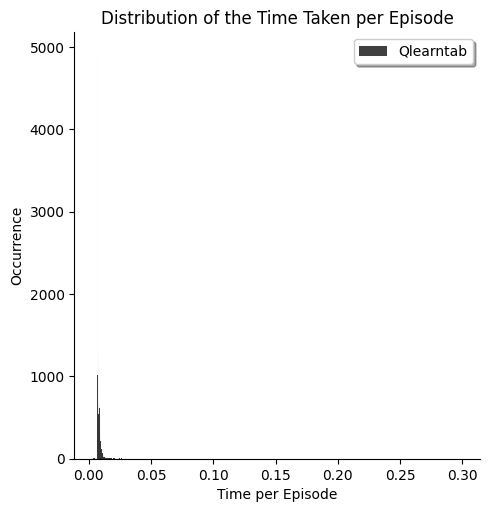 Distribution of the Time Taken per Episode
Qlearntab
5000
4000
3000
2000
1000
0
Occurrence
0.00 0.05 0.10 0.15 0.20 0.25 0.30
Time per Episode